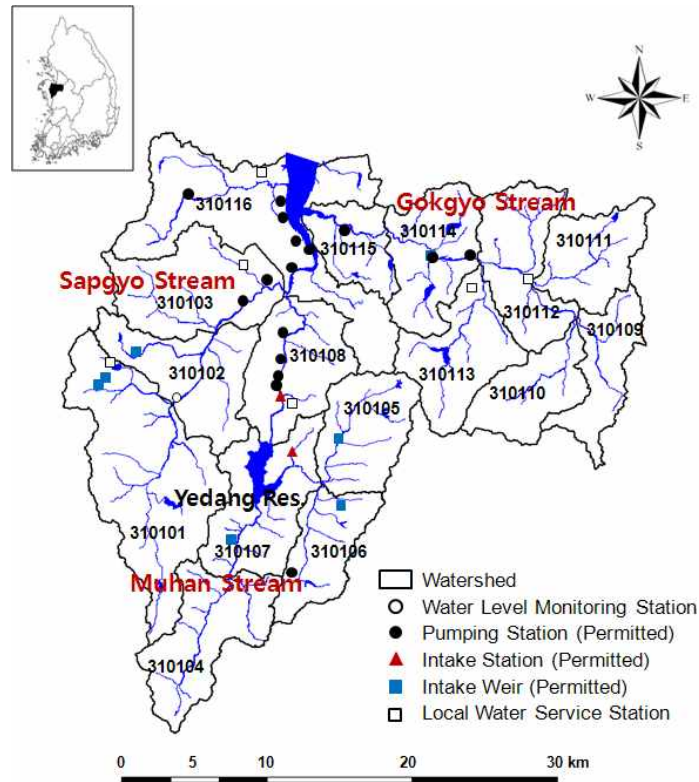 N
W
E
S
310116
Gokgyo Stream
310114
310111
310115
Sapgyo Stream
310103
310112
310109
310108
310102
310113
310110
310105
Yedang Res.
310101
310107
310106
Muhan Stream
310104
Watershed
Water Level Monitoring Station
Pumping Station (Permitted)
Intake Station (Permitted)
Intake Weir (Permitted)
Local Water Service Station
0 5 10 20 30 km